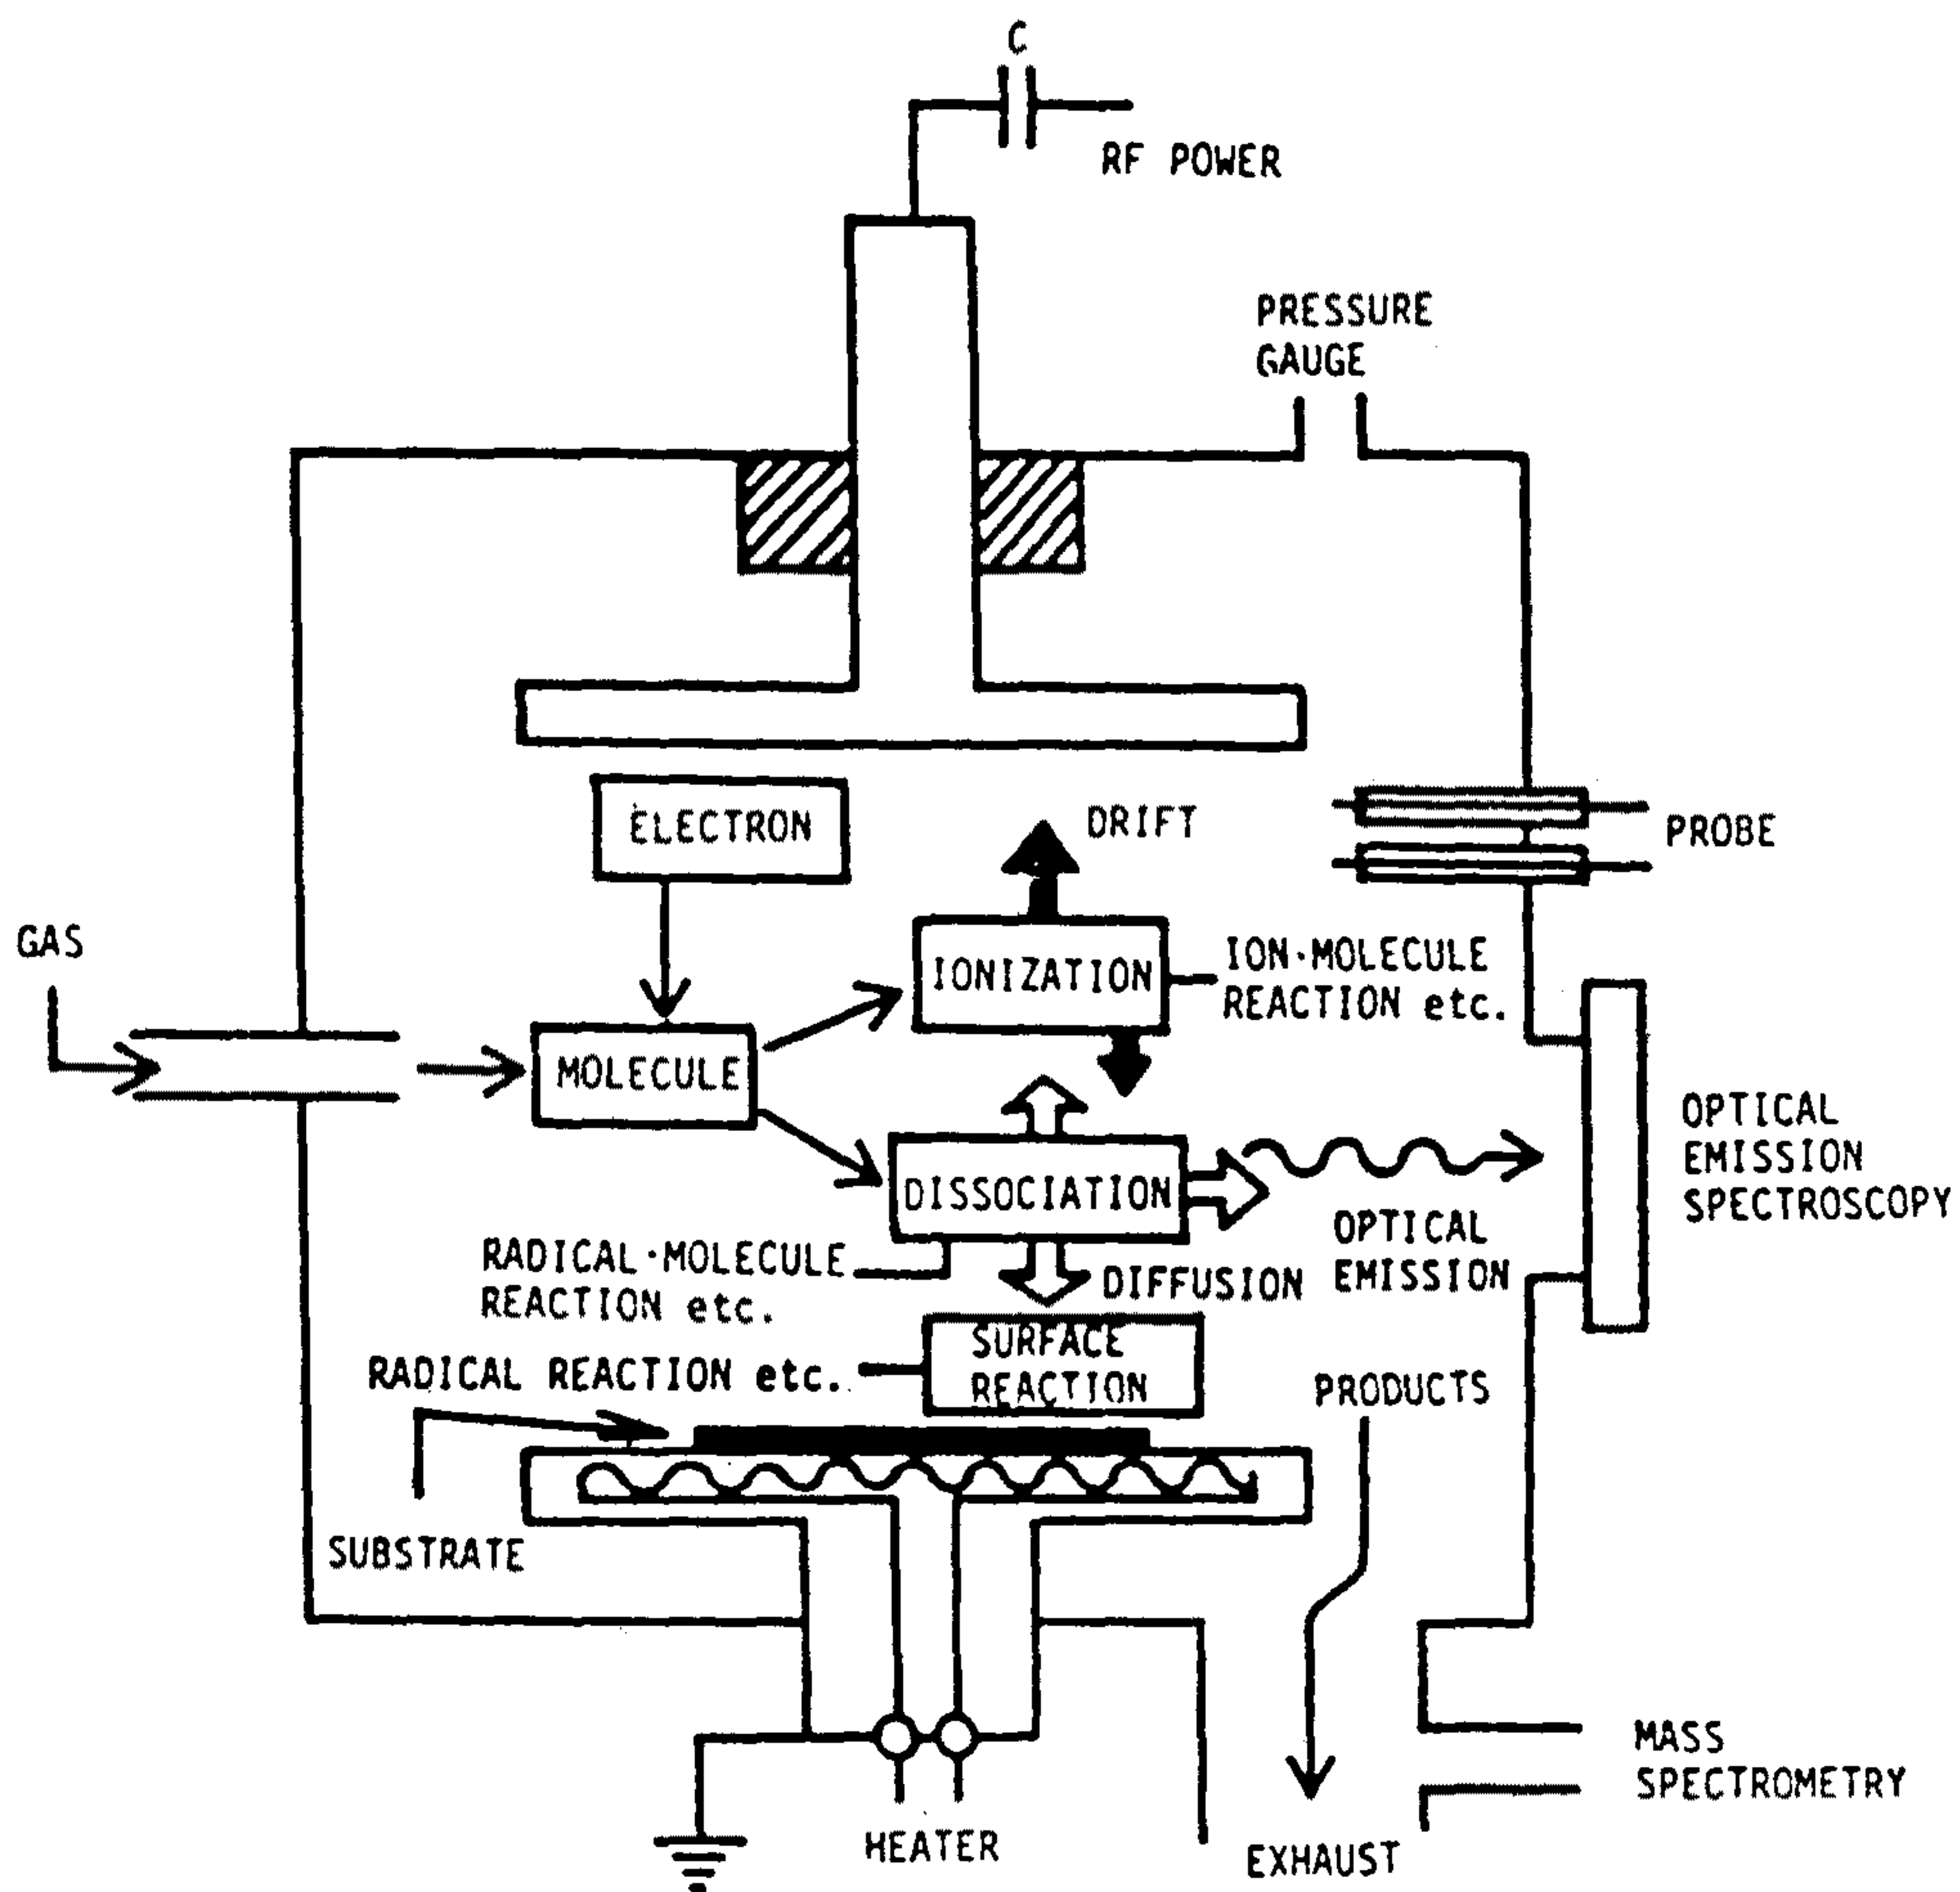 C
RF POWER
PRESSURE
GAUGE
ELECTRON
DRIFT
PROBE
GAS
IONIZATION
ION·MOLECULE
REACTION etc.
MOLECULE
OPTICAL
EMISSION
SPECTROSCOPY
DISSOCIATION
OPTICAL
EMISSION
RADICAL·MOLECULE
REACTION etc.
DIFFUSION
SURFACE
REACTION
RADICAL REACTION etc.
PRODUCTS
SUBSTRATE
MASS
SPECTROMETRY
HEATER
EXHAUST